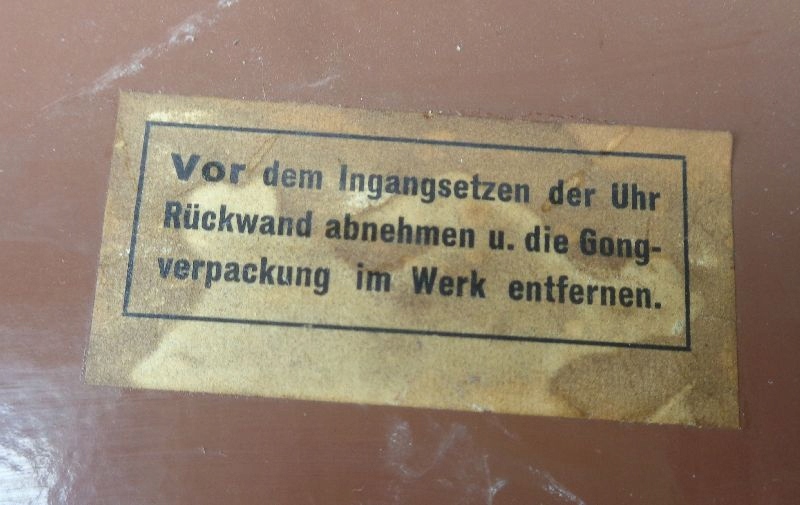 Vor dem Ingangsetzen der Uhr
Rückwand abnehmen u. die Gong-
verpackung im Werk entfernen.